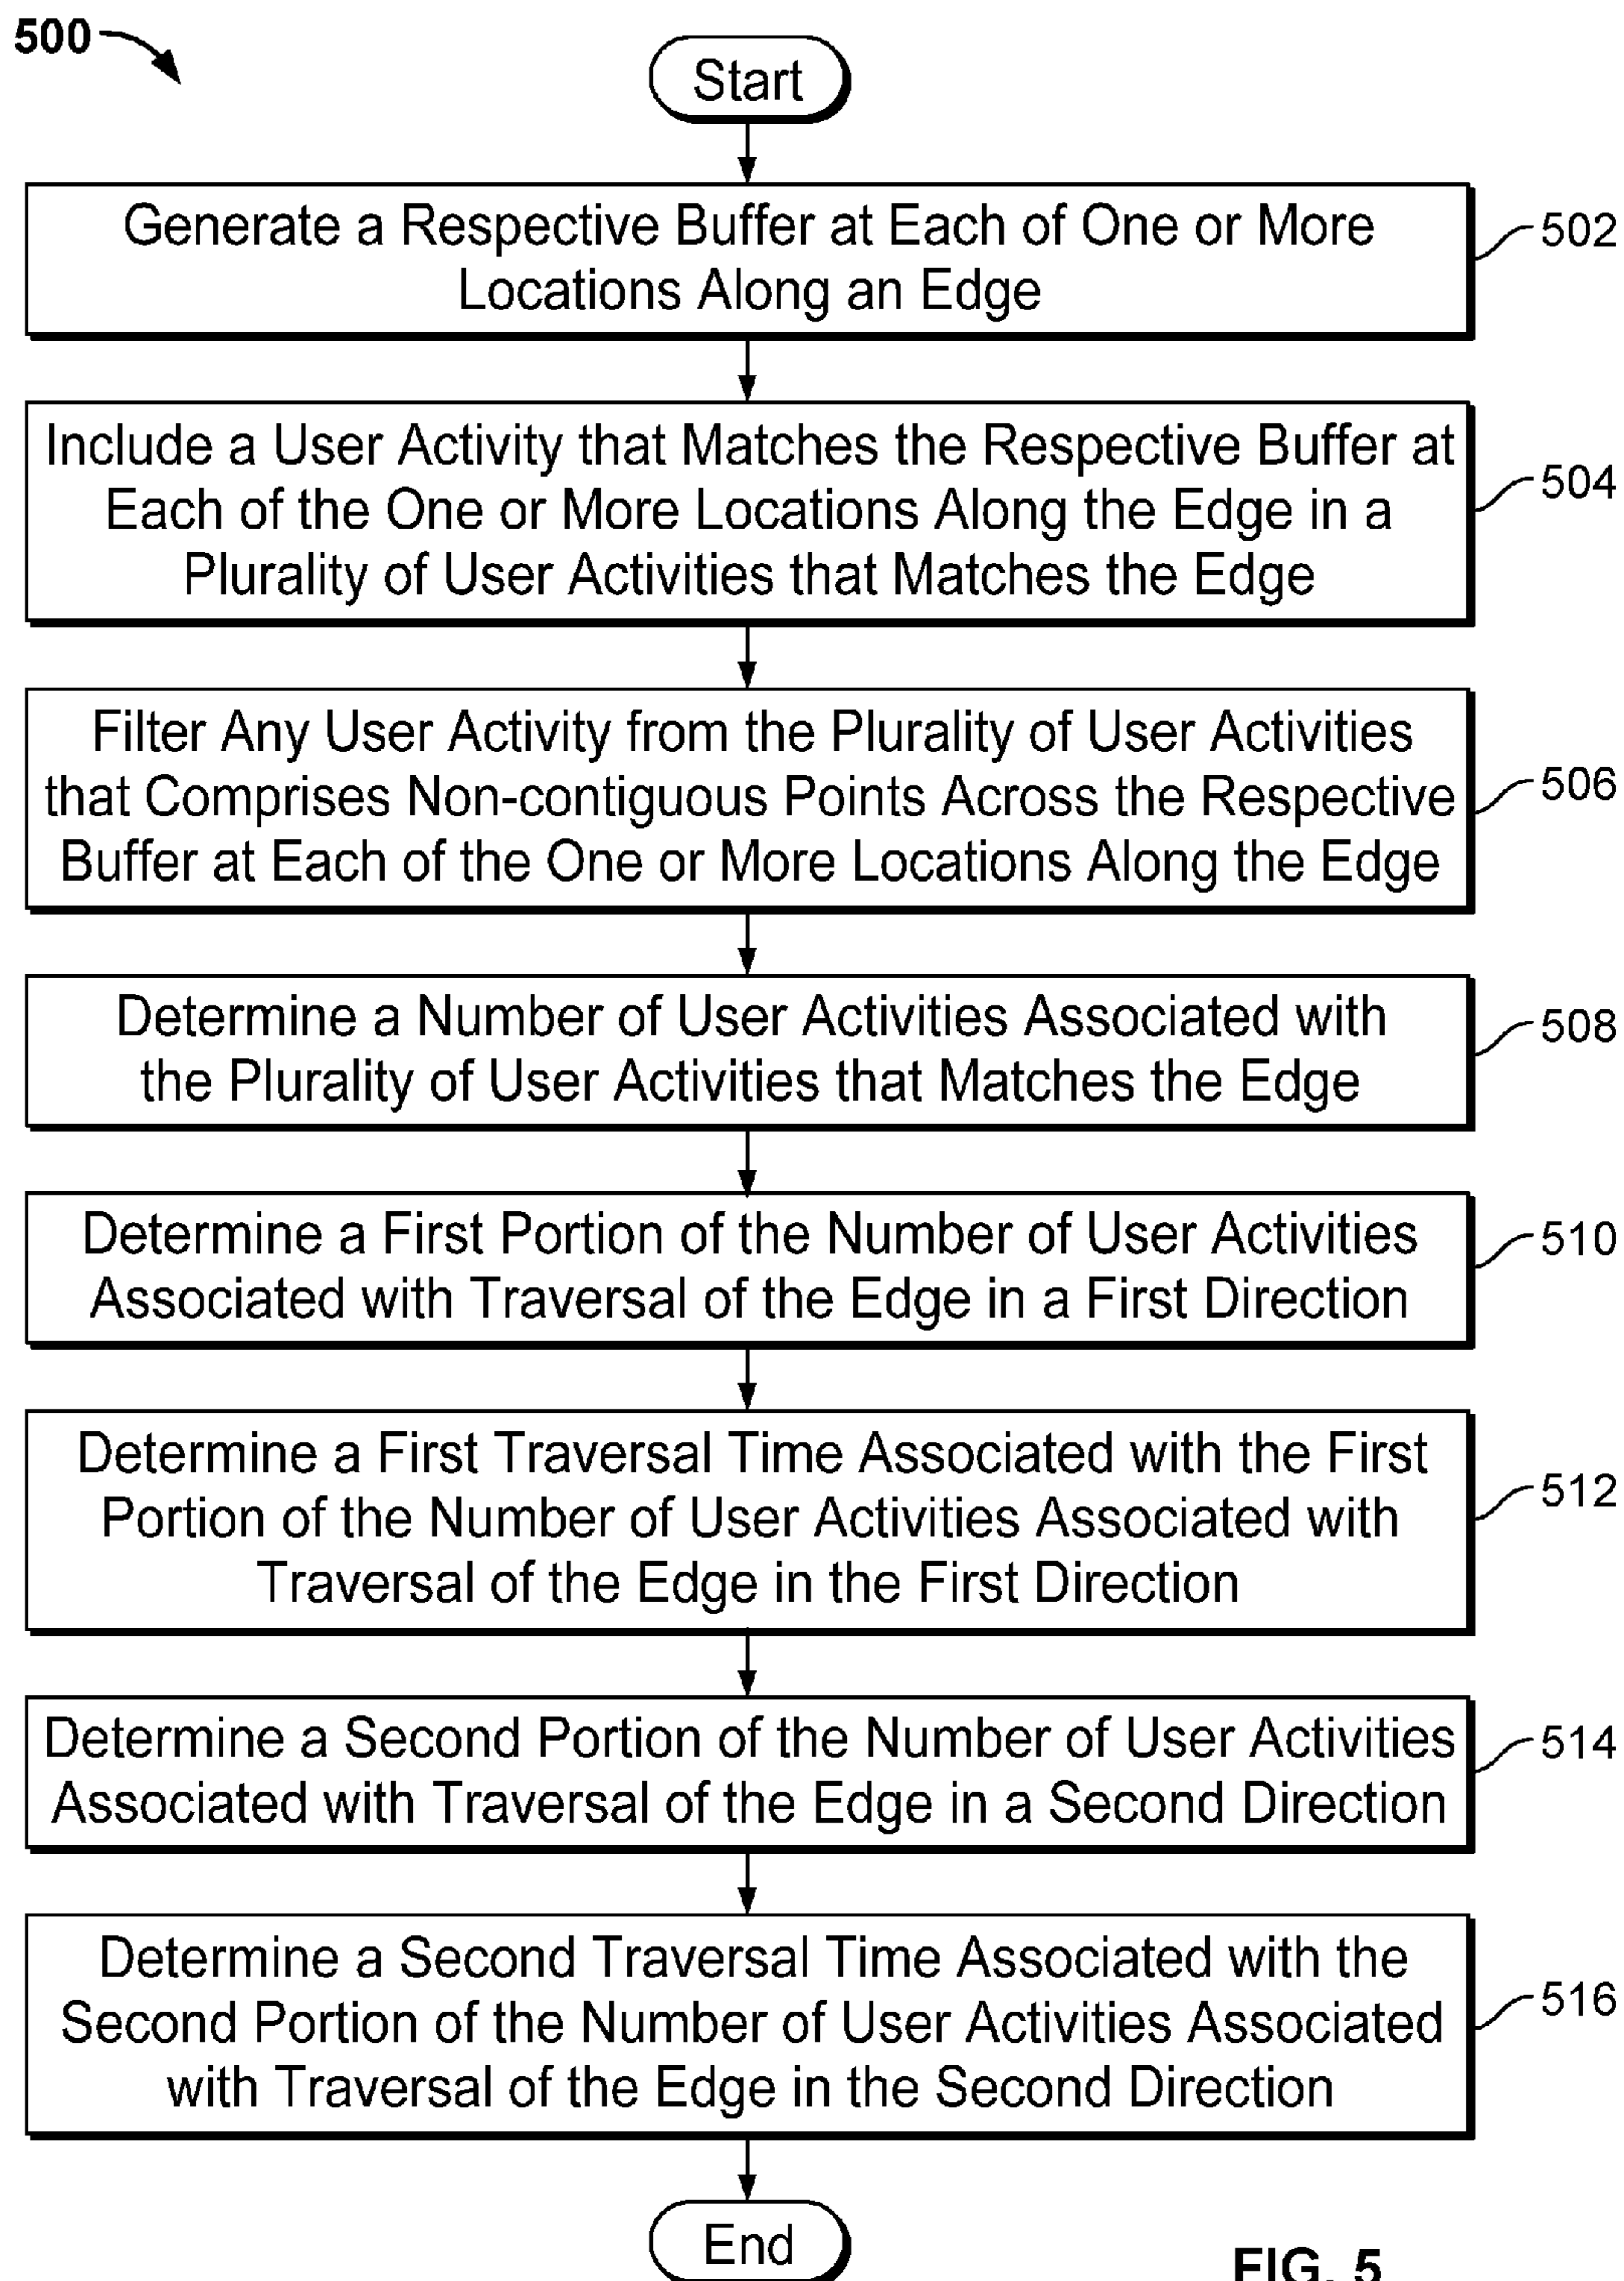 500
Start
Generate a Respective Buffer at Each of One or More
Locations Along an Edge
502
Include a User Activity that Matches the Respective Buffer at
Each of the One or More Locations Along the Edge in a
Plurality of User Activities that Matches the Edge
504
Filter Any User Activity from the Plurality of User Activities
that Comprises Non-contiguous Points Across the Respective
Buffer at Each of the One or More Locations Along the Edge
506
Determine a Number of User Activities Associated with
the Plurality of User Activities that Matches the Edge
508
Determine a First Portion of the Number of User Activities
Associated with Traversal of the Edge in a First Direction
510
Determine a First Traversal Time Associated with the First
Portion of the Number of User Activities Associated with
Traversal of the Edge in the First Direction
512
Determine a Second Portion of the Number of User Activities
Associated with Traversal of the Edge in a Second Direction
514
Determine a Second Traversal Time Associated with the
Second Portion of the Number of User Activities Associated
with Traversal of the Edge in the Second Direction
516
End
FIG. 5